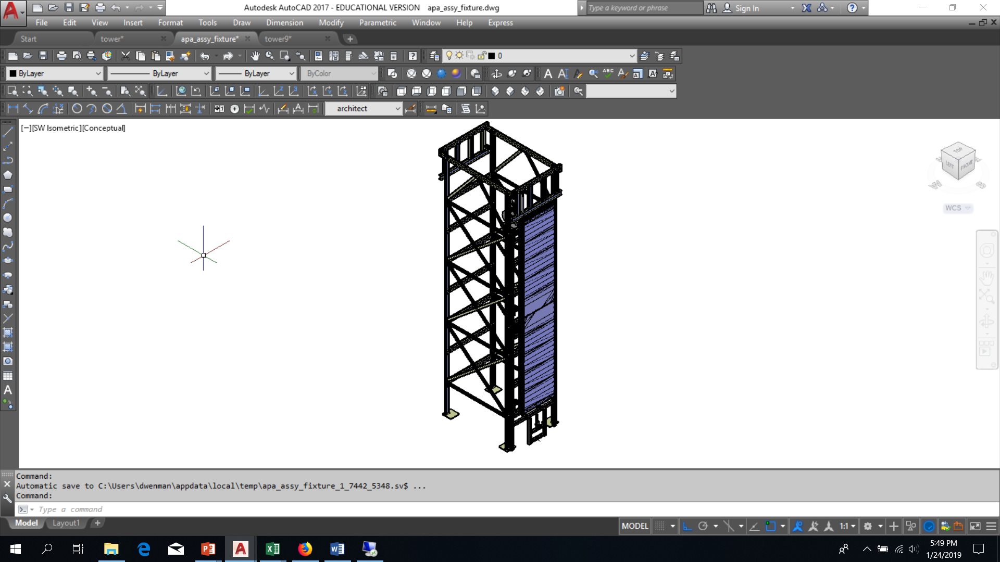 Autodesk AutoCAD 2017 - EDUCATIONAL VERSION apa_assy_fixture.dwg
Type a keyword or phrase
Sign In
File Edit View Insert Format Tools Draw Dimension Modify Parametric Window Help Express
Start tower* apa_assy_fixture* tower9*
0
ByLayer ByLayer ByLayer ByColor
architect
[−][SW Isometric][Conceptual]
TOP
LEFT FRONT
W S
WCS
Command:
Automatic save to C:\Users\dwenman\appdata\local\temp\apa_assy_fixture_1_7442_5348.sv$ ...
Command:
Type a command
Model Layout1
MODEL 1:1
5:49 PM
1/24/2019